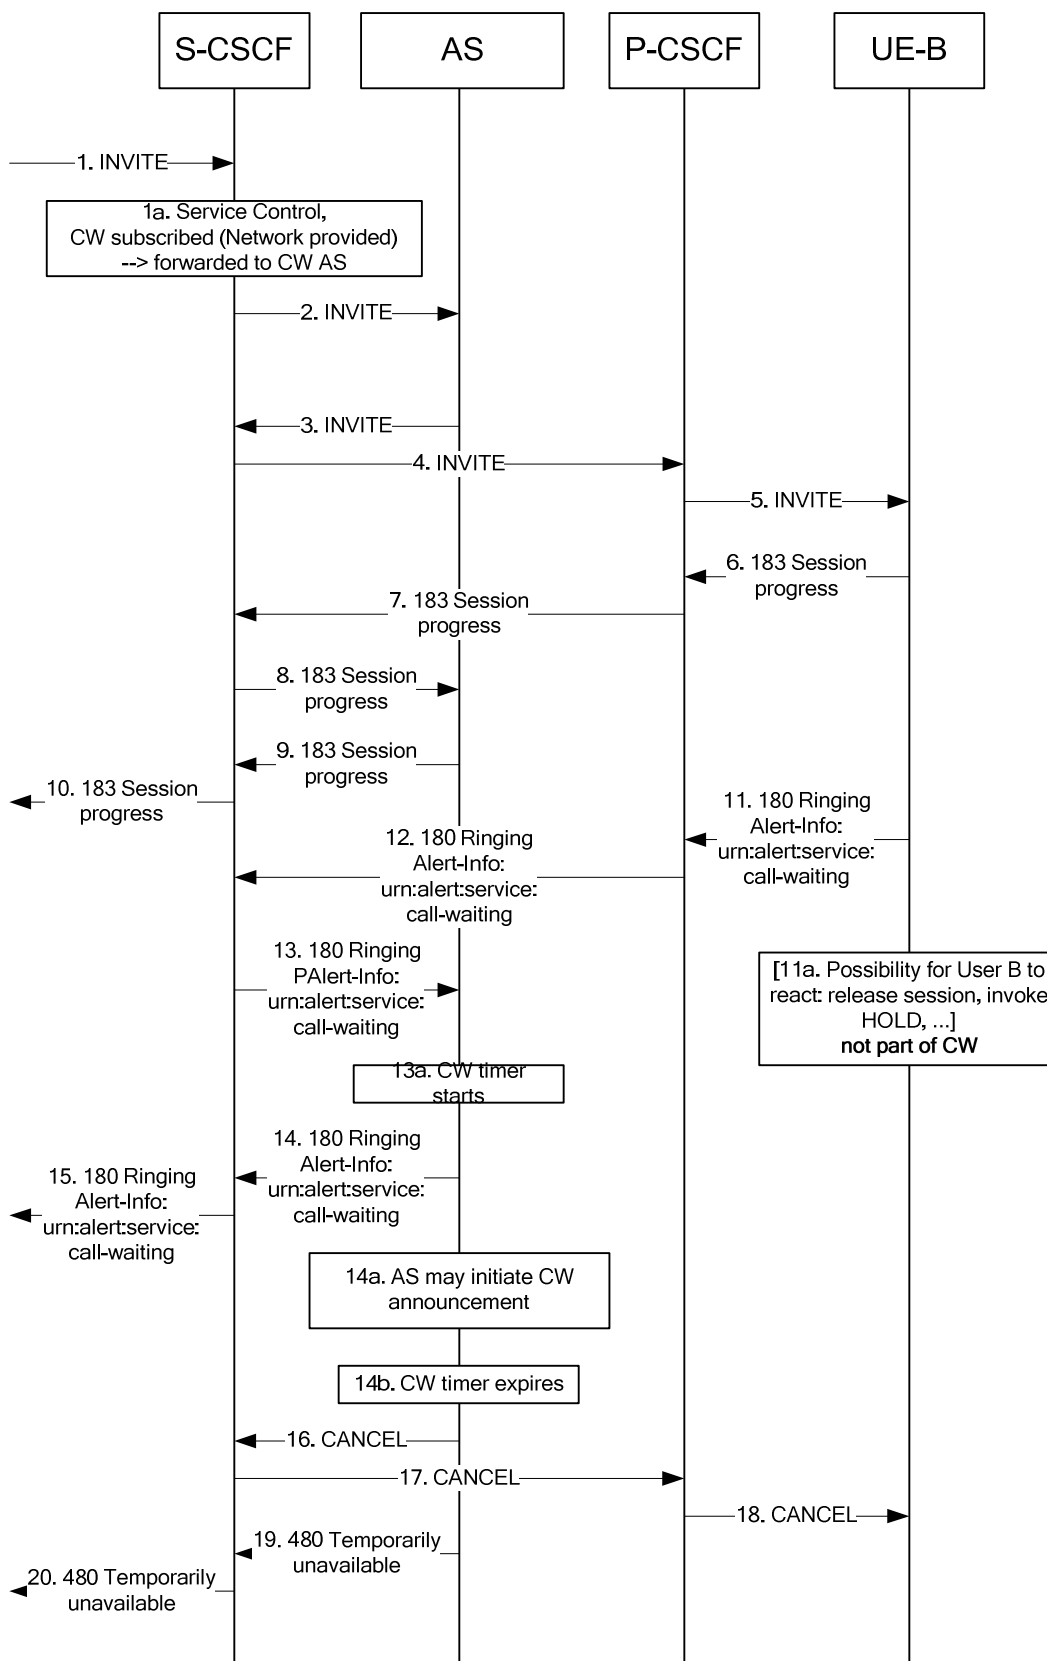 S-CSCF
AS
P-CSCF
UE-B
1. INVITE
1a. Service Control,
CW subscribed (Network provided)
--> forwarded to CW AS
2. INVITE
3. INVITE
4. INVITE
5. INVITE
6. 183 Session
progress
7. 183 Session
progress
8. 183 Session
progress
9. 183 Session
progress
10. 183 Session
progress
11. 180 Ringing
Alert-Info:
urn:alert:service:
call-waiting
12. 180 Ringing
Alert-Info:
urn:alert:service:
call-waiting
[11a. Possibility for User B to
react: release session, invoke
HOLD, ...]
not part of CW
13. 180 Ringing
PAlert-Info:
urn:alert:service:
call-waiting
13a. CW timer
starts
14. 180 Ringing
Alert-Info:
urn:alert:service:
call-waiting
15. 180 Ringing
Alert-Info:
urn:alert:service:
call-waiting
14a. AS may initiate CW
announcement
14b. CW timer expires
16. CANCEL
17. CANCEL
18. CANCEL
19. 480 Temporarily
unavailable
20. 480 Temporarily
unavailable